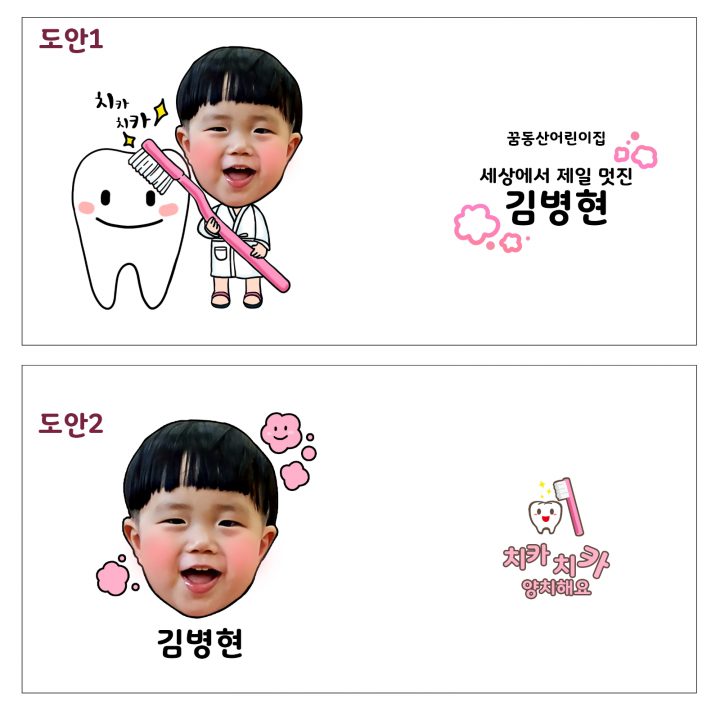 도안1
치카
치카
꿈동산어린이집
세상에서 제일 멋진
김병현
도안2
김병현
치카 치카
양치해요